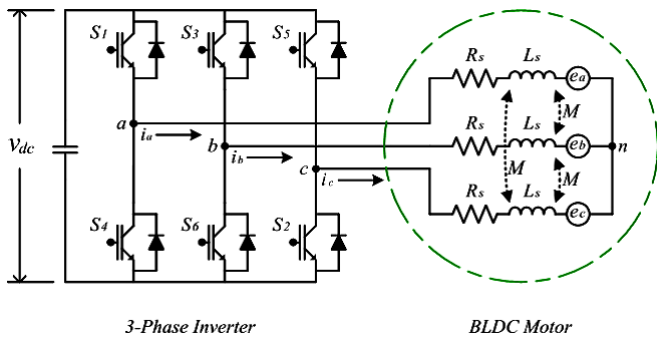 S1 S3 S5
Rs Ls ea
a ia
Vdc
M
b ib
Rs Ls eb n
M
c ic
M
Rs Ls ec
S4 S6 S2
3-Phase Inverter
BLDC Motor